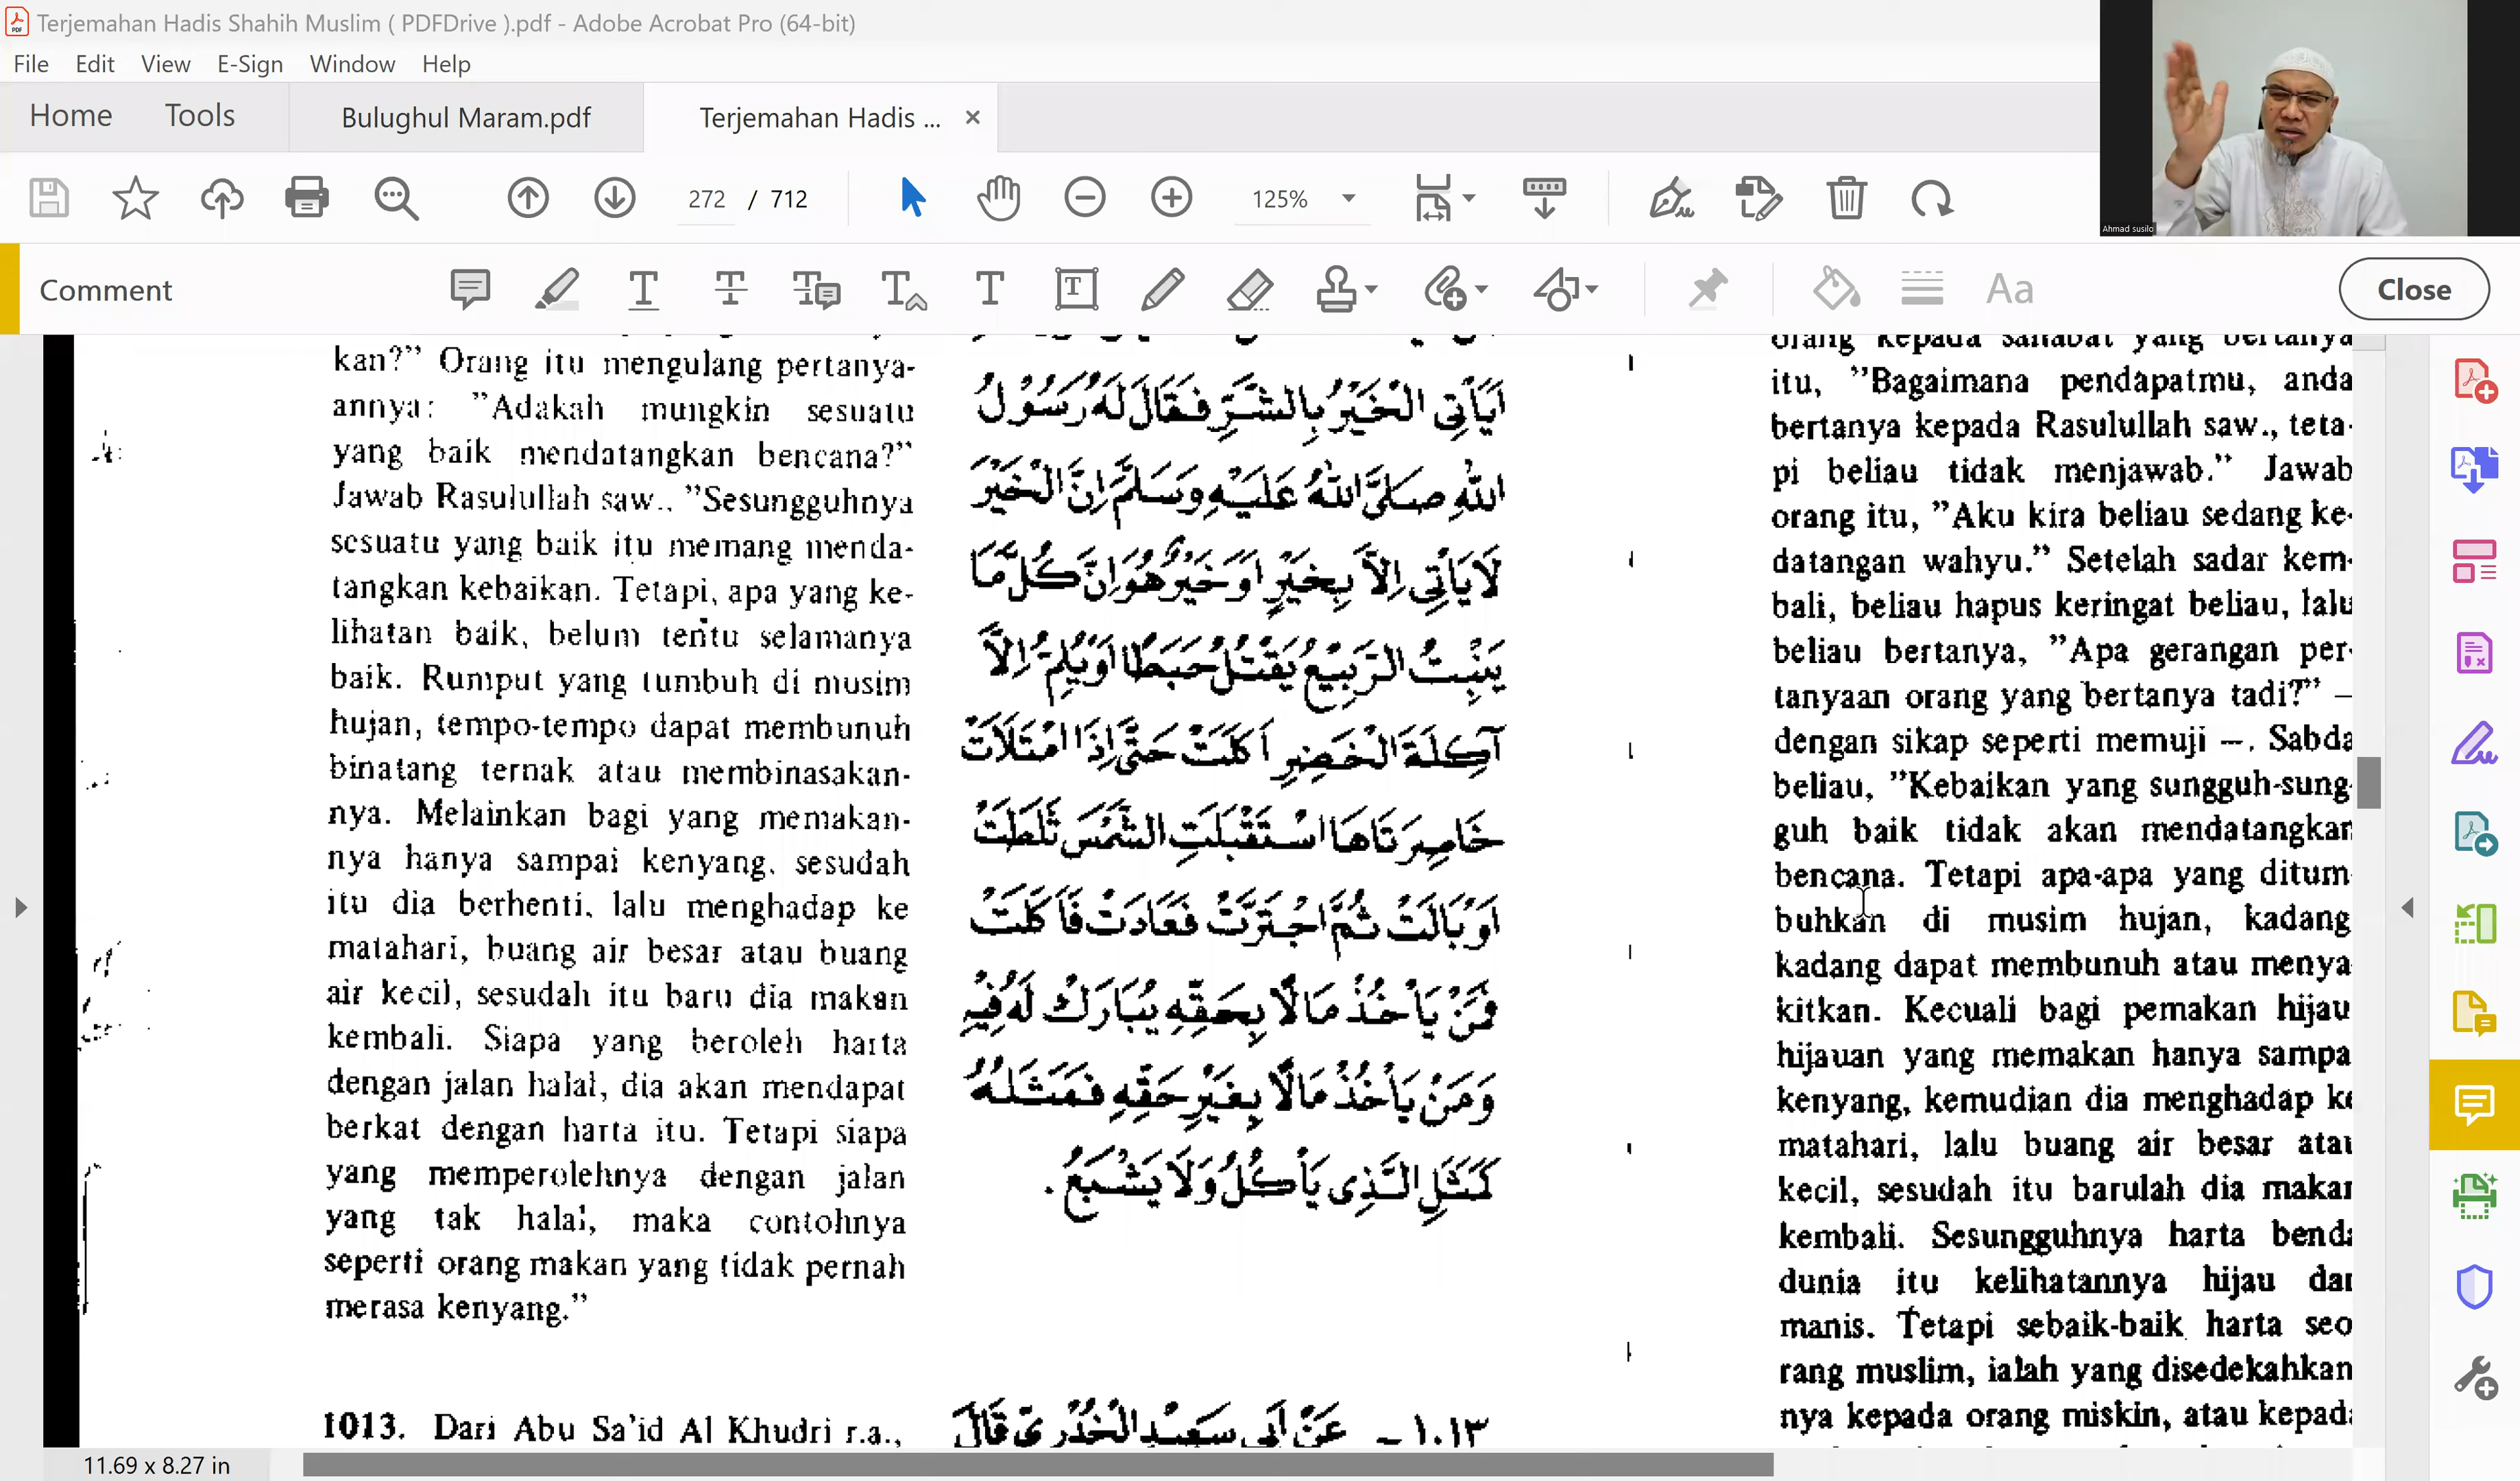 Terjemahan Hadis Shahih Muslim ( PDFDrive ).pdf - Adobe Acrobat Pro (64-bit)
File Edit View E-Sign Window Help
Home Tools Bulughul Maram.pdf Terjemahan Hadis ... ×
272 / 712 125%
Ahmad susilo
Comment Close
kan?” Orang itu mengulang pertanya-
annya: ”Adakah mungkin sesuatu
yang baik mendatangkan bencana?”
Jawab Rasulullah saw., ”Sesungguhnya
sesuatu yang baik itu memang menda-
tangkan kebaikan. Tetapi, apa yang ke-
lihatan baik, belum tentu selamanya
baik. Rumput yang tumbuh di musim
hujan, tempo-tempo dapat membunuh
binatang ternak atau membinasakan-
nya. Melainkan bagi yang memakan-
nya hanya sampai kenyang, sesudah
itu dia berhenti, lalu menghadap ke
matahari, buang air besar atau buang
air kecil, sesudah itu baru dia makan
kembali. Siapa yang beroleh harta
dengan jalan halal, dia akan mendapat
berkat dengan harta itu. Tetapi siapa
yang memperolehnya dengan jalan
yang tak halal, maka contohnya
seperti orang makan yang tidak pernah
merasa kenyang.”
1013. Dari Abu Sa’id Al Khudri r.a.,
اَيَأْتِى الْخَيْرُ بِالشَّرِّ فَقَالَ لَهُ رَسُوْلُ
اللهِ صَلَّى اللهُ عَلَيْهِ وَسَلَّمَ اِنَّ الْخَيْرَ
لَا يَأْتِى اِلَّا بِخَيْرٍ اَوَ خَيْرٌ هُوَ اِنَّ كُلَّ مَا
يَنْبِتُ الرَّبِيْعُ يَقْتُلُ حَبَطًا اَوْ يُلِمُّ اِلَّا
آكِلَةَ الْخَضِرِ اَكَلَتْ حَتَّى اِذَا امْتَلَاَتْ
خَاصِرَتَاهَا اسْتَقْبَلَتِ الشَّمْسَ ثَلَطَتْ
اَوْ بَالَتْ ثُمَّ اجْتَرَّتْ فَعَادَتْ فَاَكَلَتْ
فَمَنْ يَأْخُذْ مَالًا بِحَقِّهِ يُبَارَكْ لَهُ فِيْهِ
وَمَنْ يَأْخُذْ مَالًا بِغَيْرِ حَقِّهِ فَمَثَلُهُ
كَمَثَلِ الَّذِى يَأْكُلُ وَلَا يَشْبَعُ .
١٠١٣ - عَنْ اَبِى سَعِيْدٍ الْخُدْرِىِّ قَالَ
orang kepada sahabat yang bertanya
itu, ”Bagaimana pendapatmu, anda
bertanya kepada Rasulullah saw., teta-
pi beliau tidak menjawab.” Jawab
orang itu, ”Aku kira beliau sedang ke-
datangan wahyu.” Setelah sadar kem-
bali, beliau hapus keringat beliau, lalu
beliau bertanya, ”Apa gerangan per-
tanyaan orang yang bertanya tadi?” —
dengan sikap seperti memuji —. Sabda
beliau, ”Kebaikan yang sungguh-sung
guh baik tidak akan mendatangkan
bencana. Tetapi apa-apa yang ditum
buhkan di musim hujan, kadang
kadang dapat membunuh atau menya
kitkan. Kecuali bagi pemakan hijau
hijauan yang memakan hanya sampa
kenyang, kemudian dia menghadap ke
matahari, lalu buang air besar atau
kecil, sesudah itu barulah dia makan
kembali. Sesungguhnya harta benda
dunia itu kelihatannya hijau dan
manis. Tetapi sebaik-baik harta seo
rang muslim, ialah yang disedekahkan
nya kepada orang miskin, atau kepada
11.69 x 8.27 in